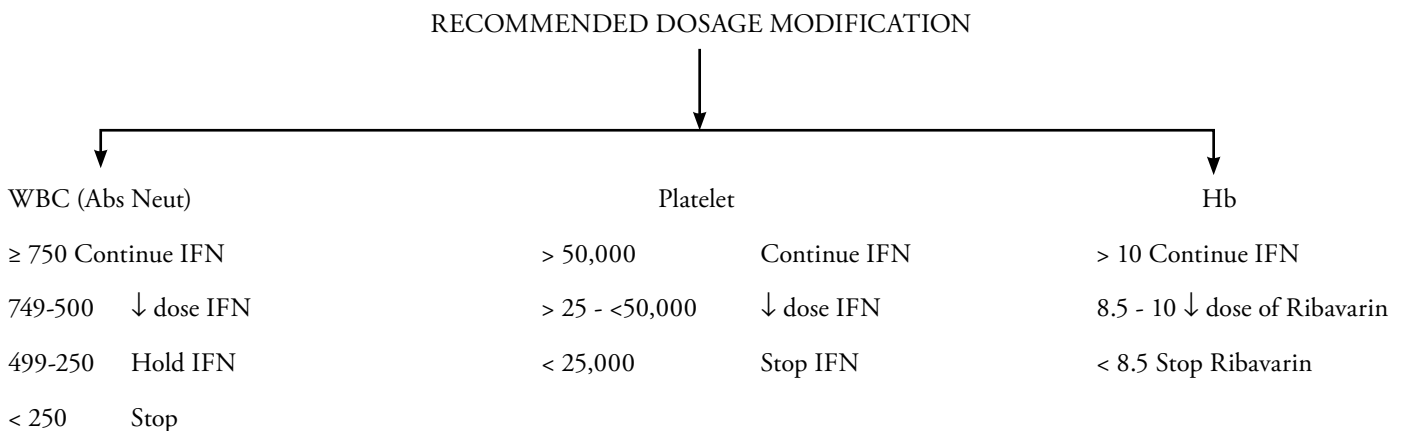 RECOMMENDED DOSAGE MODIFICATION
WBC (Abs Neut) Platelet Hb
≥ 750 Continue IFN > 50,000 Continue IFN > 10 Continue IFN
749-500 ↓ dose IFN > 25 - <50,000 ↓ dose IFN 8.5 - 10 ↓ dose of Ribavarin
499-250 Hold IFN < 25,000 Stop IFN < 8.5 Stop Ribavarin
< 250 Stop